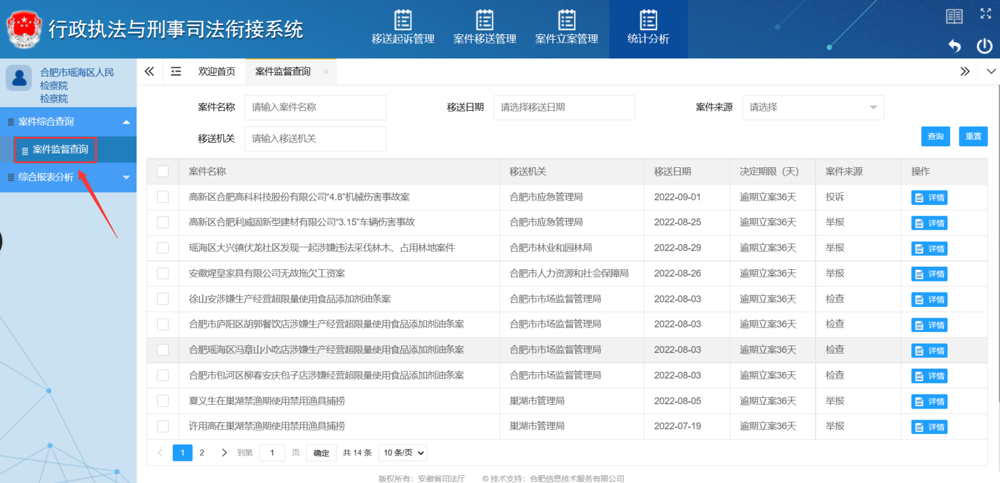 行政执法与刑事司法衔接系统
移送起诉管理 案件移送管理 案件立案管理 统计分析
合肥市瑶海区人民
检察院
检察院
欢迎首页 案件监督查询
案件综合查询
案件监督查询
综合报表分析
案件名称 请输入案件名称 移送日期 请选择移送日期 案件来源 请选择
移送机关 请输入移送机关 查询 重置
案件名称 移送机关 移送日期 决定期限（天） 案件来源 操作
高新区合肥高科科技股份有限公司“4.8”机械伤害事故案 合肥市应急管理局 2022-09-01 逾期立案36天 投诉 详情
高新区合肥利威固新型建材有限公司“3.15”车辆伤害事故 合肥市应急管理局 2022-08-25 逾期立案36天 举报 详情
瑶海区大兴镇伏龙社区发现一起涉嫌违法采伐林木、占用林地案件 合肥市林业和园林局 2022-08-29 逾期立案36天 举报 详情
安徽煋皇家具有限公司无故拖欠工资案 合肥市人力资源和社会保障局 2022-08-26 逾期立案36天 举报 详情
徐山安涉嫌生产经营超限量使用食品添加剂油条案 合肥市市场监督管理局 2022-08-03 逾期立案36天 检查 详情
合肥市庐阳区胡郭餐饮店涉嫌生产经营超限量使用食品添加剂油条案 合肥市市场监督管理局 2022-08-03 逾期立案36天 检查 详情
合肥瑶海区冯章山小吃店涉嫌生产经营超限量使用食品添加剂油条案 合肥市市场监督管理局 2022-08-03 逾期立案36天 检查 详情
合肥市包河区柳春安庆包子店涉嫌经营超限量使用食品添加剂油条案 合肥市市场监督管理局 2022-08-03 逾期立案36天 检查 详情
夏义生在巢湖禁渔期使用禁用渔具捕捞 巢湖市管理局 2022-08-05 逾期立案36天 举报 详情
许用高在巢湖禁渔期使用禁用渔具捕捞 巢湖市管理局 2022-07-19 逾期立案36天 举报 详情
1 2 到第 1 页 确定 共 14 条 10 条/页
版权所有：安徽省司法厅 © 技术支持：合肥信息技术服务有限公司